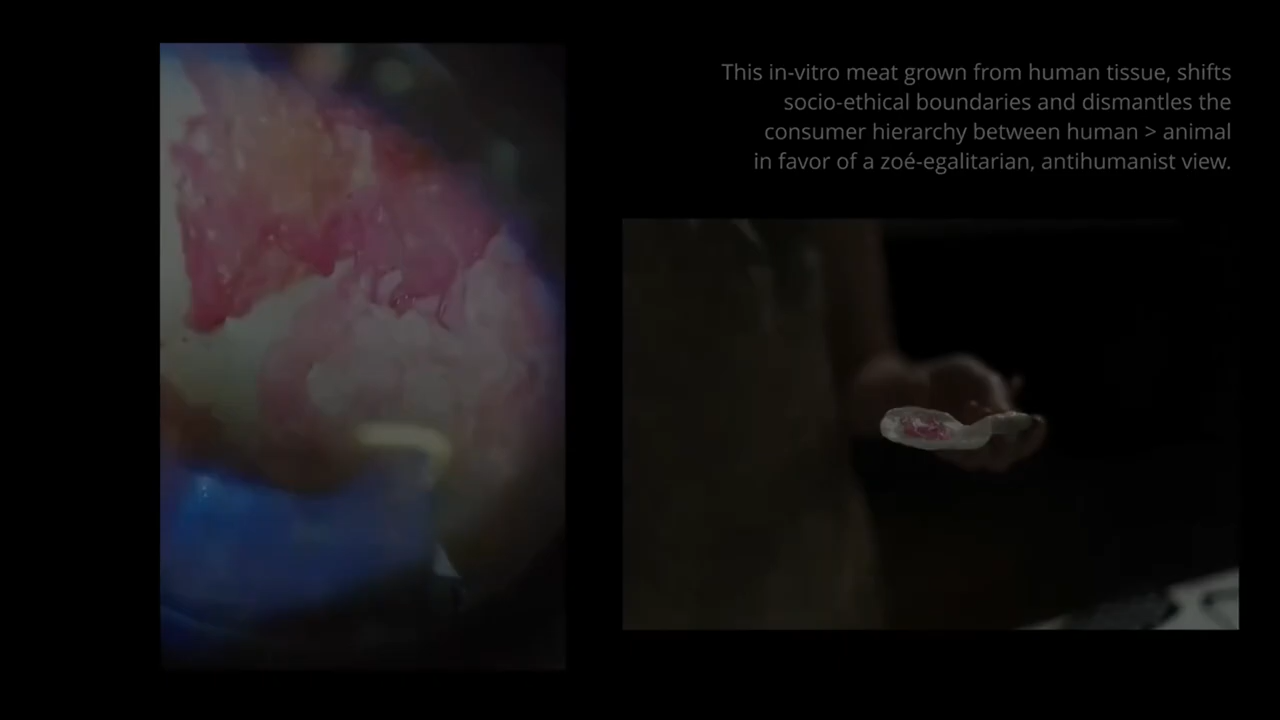 This in-vitro meat grown from human tissue, shifts
socio-ethical boundaries and dismantles the
consumer hierarchy between human > animal
in favor of a zoé-egalitarian, antihumanist view.